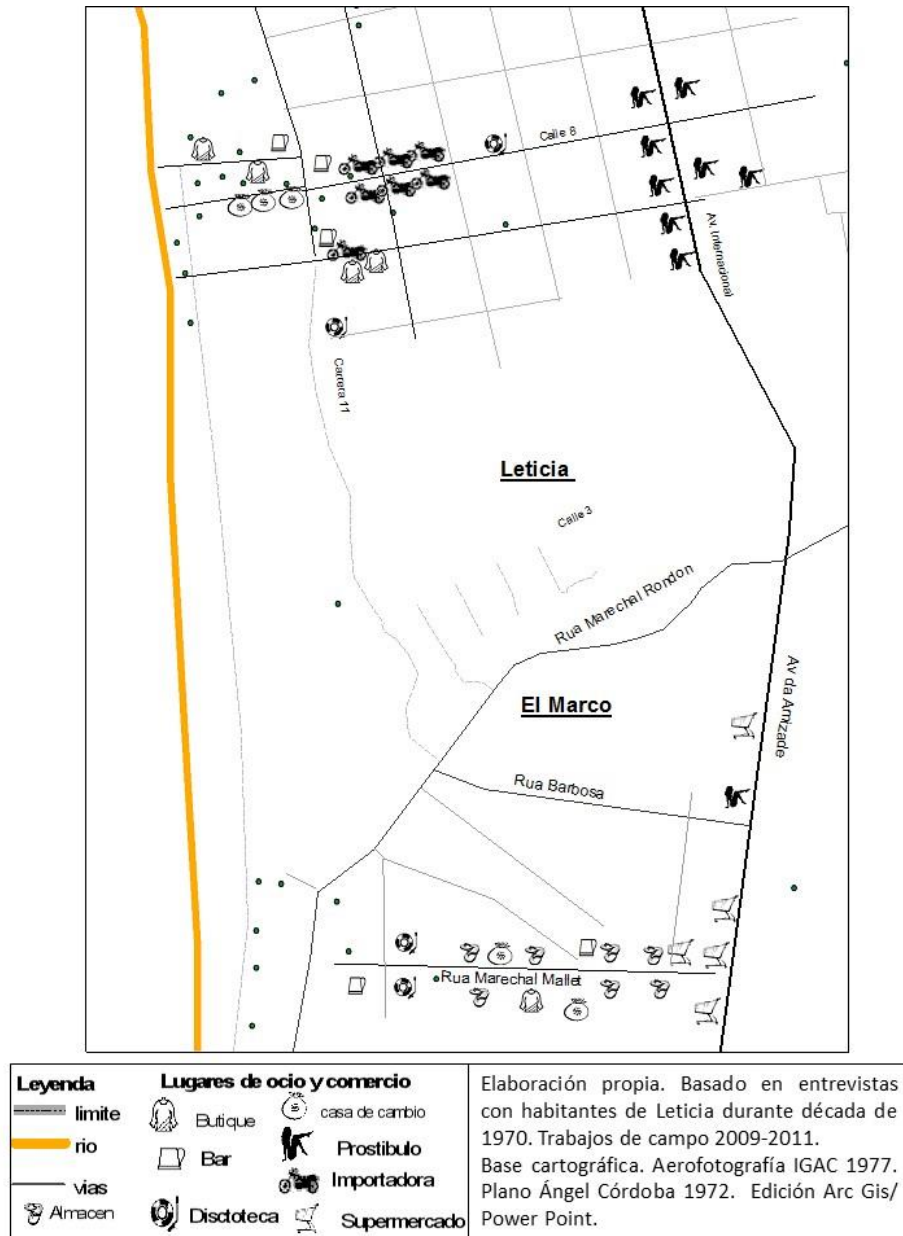 Calle 8
Av. Internacional
Carrera 11
Leticia
Calle 3
Rua Marechal Rondon
El Marco
Av da Amizade
Rua Barbosa
Rua Marechal Mallet
Leyenda
limite
rio
vias
Almacen
Lugares de ocio y comercio
Butique
casa de cambio
Bar
Prostibulo
Importadora
Disctoteca
Supermercado
Elaboración propia. Basado en entrevistas
con habitantes de Leticia durante década de
1970. Trabajos de campo 2009-2011.
Base cartográfica. Aerofotografía IGAC 1977.
Plano Ángel Córdoba 1972. Edición Arc Gis/
Power Point.